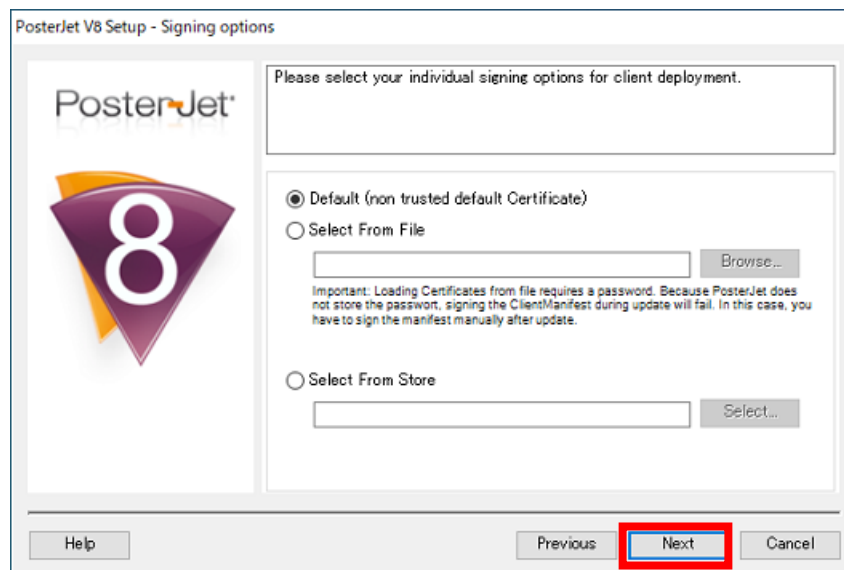 PosterJet V8 Setup - Signing options
PosterJet
Please select your individual signing options for client deployment.
8
Default (non trusted default Certificate)
Select From File
Browse...
Important: Loading Certificates from file requires a password. Because PosterJet does
not store the passwort, signing the ClientManifest during update will fail. In this case, you
have to sign the manifest manually after update.
Select From Store
Select...
Help
Previous
Next
Cancel